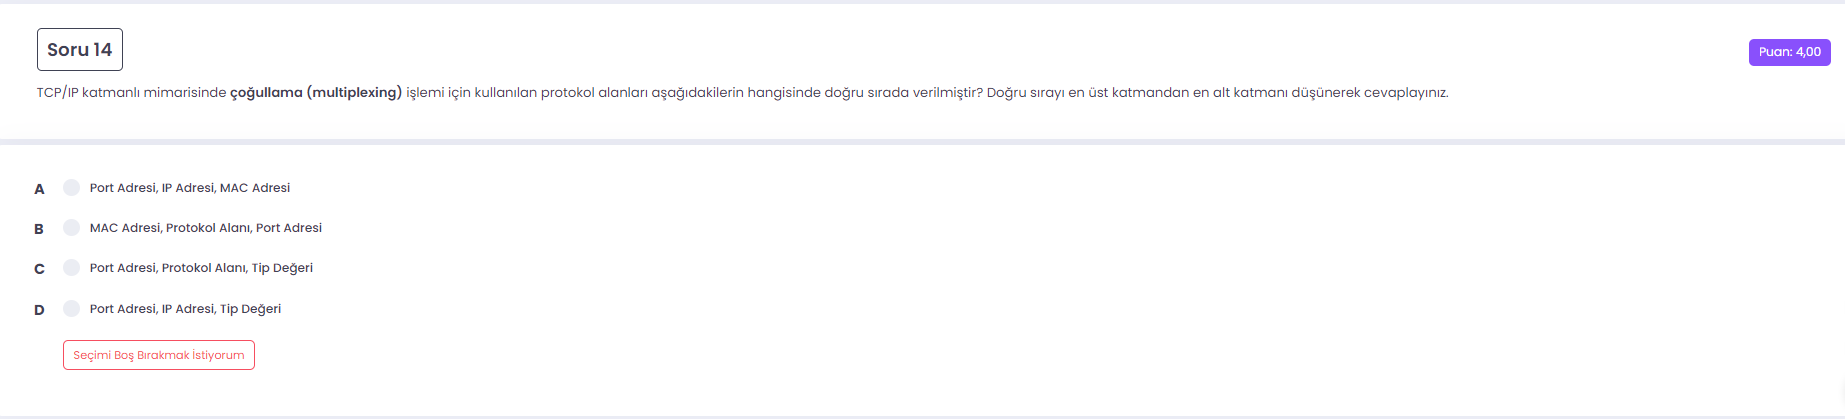 Soru 14
Puan: 4,00
TCP/IP katmanlı mimarisinde çoğullama (multiplexing) işlemi için kullanılan protokol alanları aşağıdakilerin hangisinde doğru sırada verilmiştir? Doğru sırayı en üst katmandan en alt katmanı düşünerek cevaplayınız.
A Port Adresi, IP Adresi, MAC Adresi
B MAC Adresi, Protokol Alanı, Port Adresi
C Port Adresi, Protokol Alanı, Tip Değeri
D Port Adresi, IP Adresi, Tip Değeri
Seçimi Boş Bırakmak İstiyorum